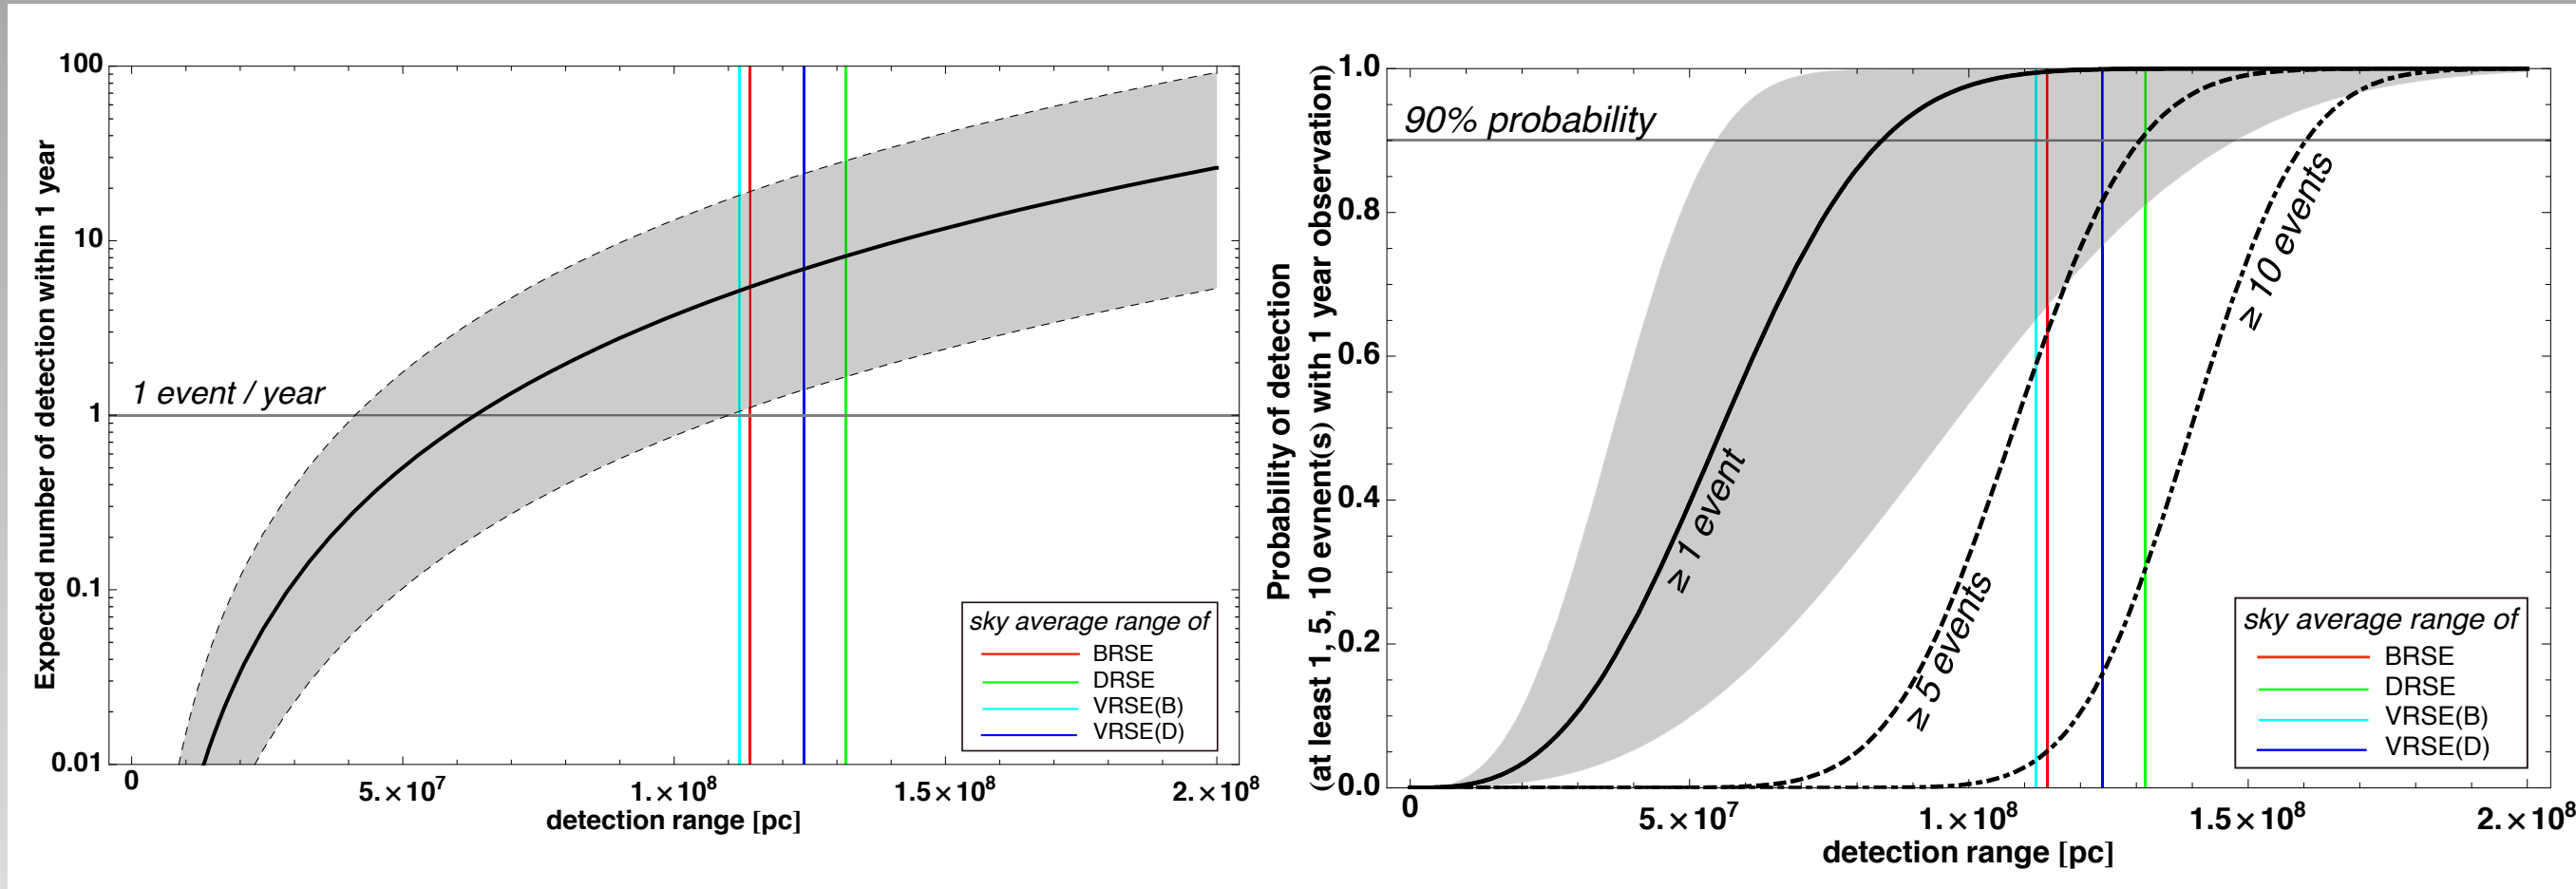 Expected number of detection within 1 year
100
10
1
0.1
0.01
1 event / year
sky average range of
BRSE
DRSE
VRSE(B)
VRSE(D)
0
5.×10⁷
1.×10⁸
1.5×10⁸
2.×10⁸
detection range [pc]
Probability of detection
(at least 1, 5, 10 evnent(s) with 1 year observation)
1.0
0.8
0.6
0.4
0.2
0.0
90% probability
≥ 1 event
≥ 5 events
≥ 10 events
sky average range of
BRSE
DRSE
VRSE(B)
VRSE(D)
0
5.×10⁷
1.×10⁸
1.5×10⁸
2.×10⁸
detection range [pc]